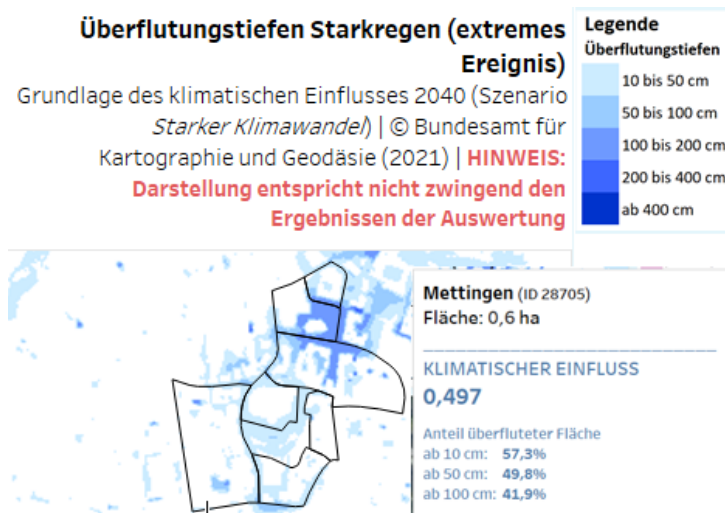 Überflutungstiefen Starkregen (extremes
Ereignis)
Grundlage des klimatischen Einflusses 2040 (Szenario
Starker Klimawandel) | © Bundesamt für
Kartographie und Geodäsie (2021) | HINWEIS:
Darstellung entspricht nicht zwingend den
Ergebnissen der Auswertung
Legende
Überflutungstiefen
10 bis 50 cm
50 bis 100 cm
100 bis 200 cm
200 bis 400 cm
ab 400 cm
Mettingen (ID 28705)
Fläche: 0,6 ha
KLIMATISCHER EINFLUSS
0,497
Anteil überfluteter Fläche
ab 10 cm: 57,3%
ab 50 cm: 49,8%
ab 100 cm: 41,9%